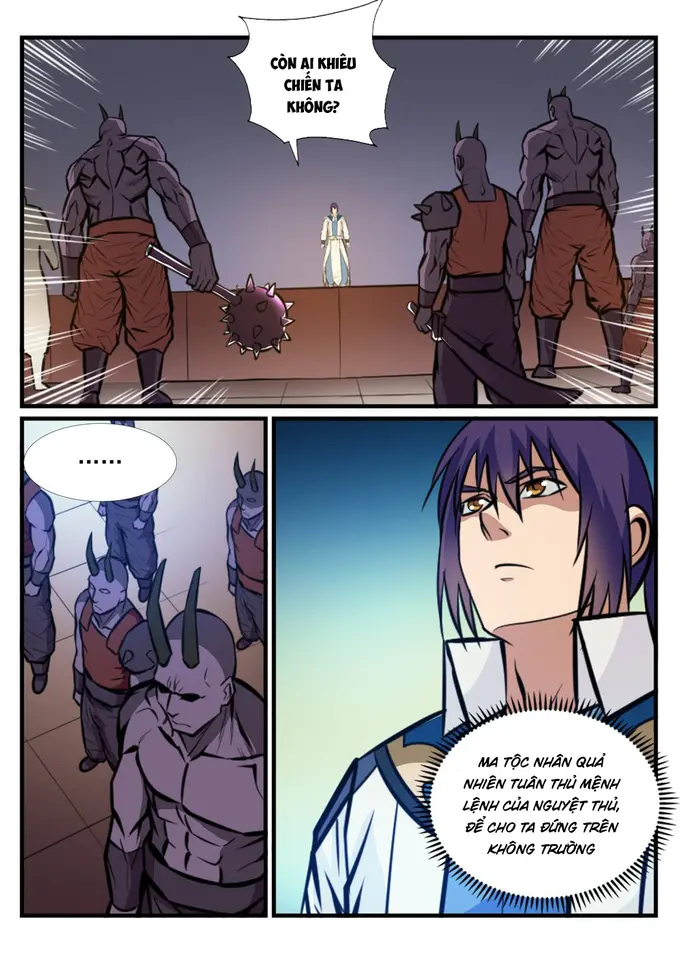 CÒN AI KHIÊU
CHIẾN TA
KHÔNG?
......
MA TỘC NHÂN QUẢ
NHIÊN TUÂN THỦ MỆNH
LỆNH CỦA NGUYỆT THỦ,
ĐỂ CHO TA ĐỨNG TRÊN
KHÔNG TRƯỜNG